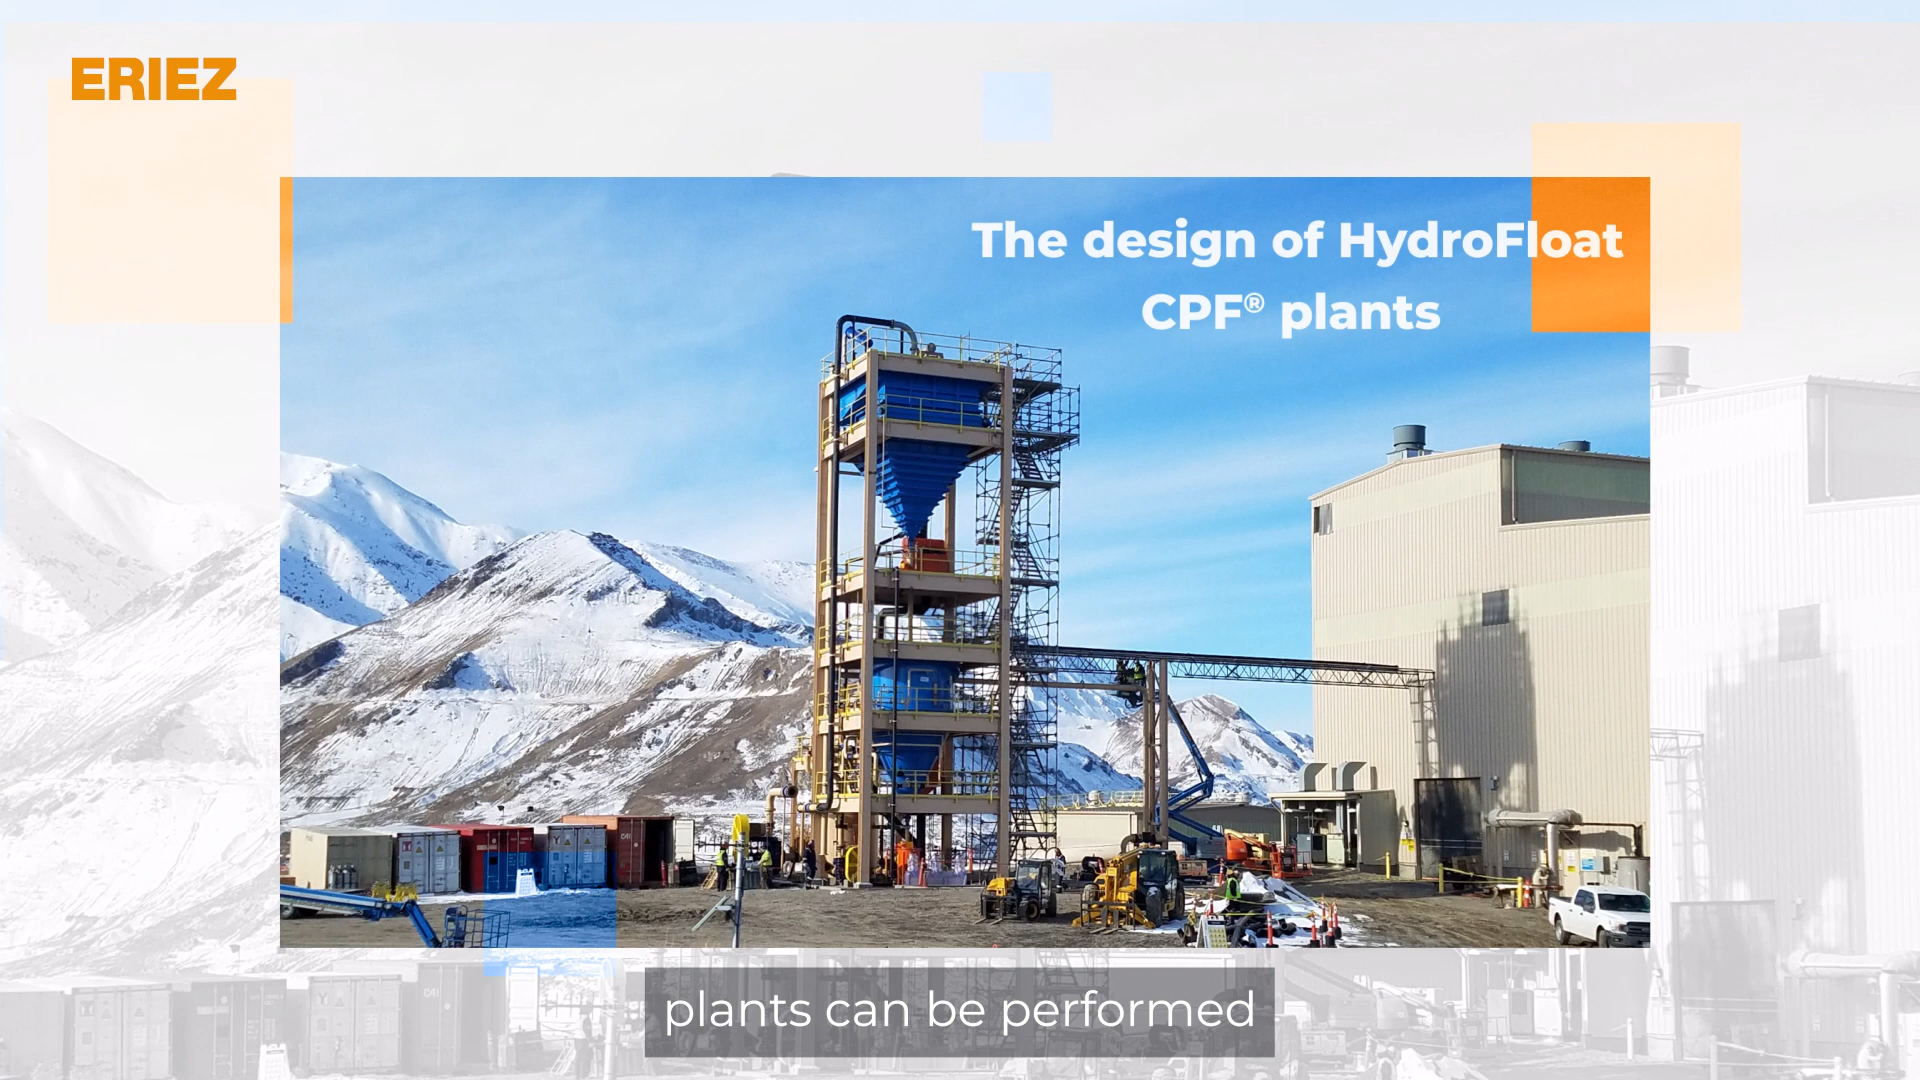 ERIEZ
The design of HydroFloat
CPF® plants
plants can be performed